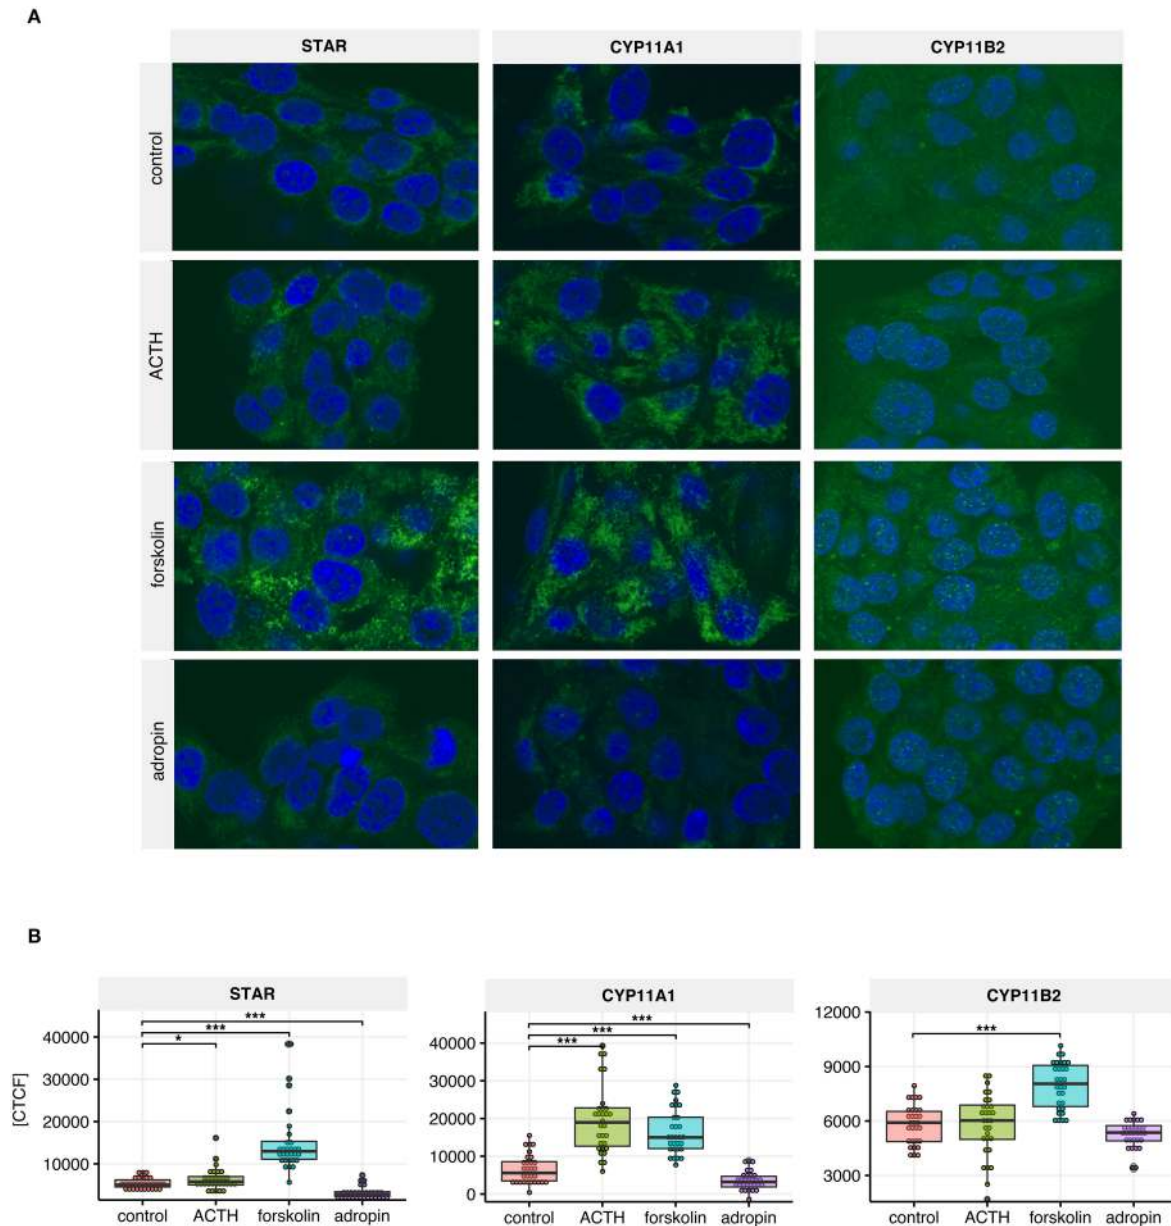 A
STAR CYP11A1 CYP11B2
control
ACTH
forskolin
adropin
B
STAR CYP11A1 CYP11B2
[CTCF]
40000
30000
20000
10000
***
***
*
control ACTH forskolin adropin
40000
30000
20000
10000
0
***
***
***
control ACTH forskolin adropin
12000
9000
6000
3000
***
control ACTH forskolin adropin